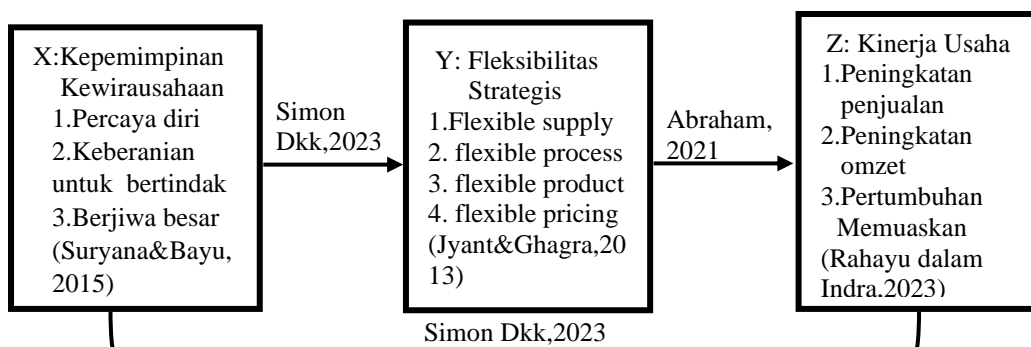 X:Kepemimpinan
Kewirausahaan
1.Percaya diri
2.Keberanian
untuk bertindak
3.Berjiwa besar
(Suryana&Bayu,
2015)
Simon
Dkk,2023
Y: Fleksibilitas
Strategis
1.Flexible supply
2. flexible process
3. flexible product
4. flexible pricing
(Jyant&Ghagra,20
13)
Abraham,
2021
Z: Kinerja Usaha
1.Peningkatan
penjualan
2.Peningkatan
omzet
3.Pertumbuhan
Memuaskan
(Rahayu dalam
Indra,2023)
Simon Dkk,2023